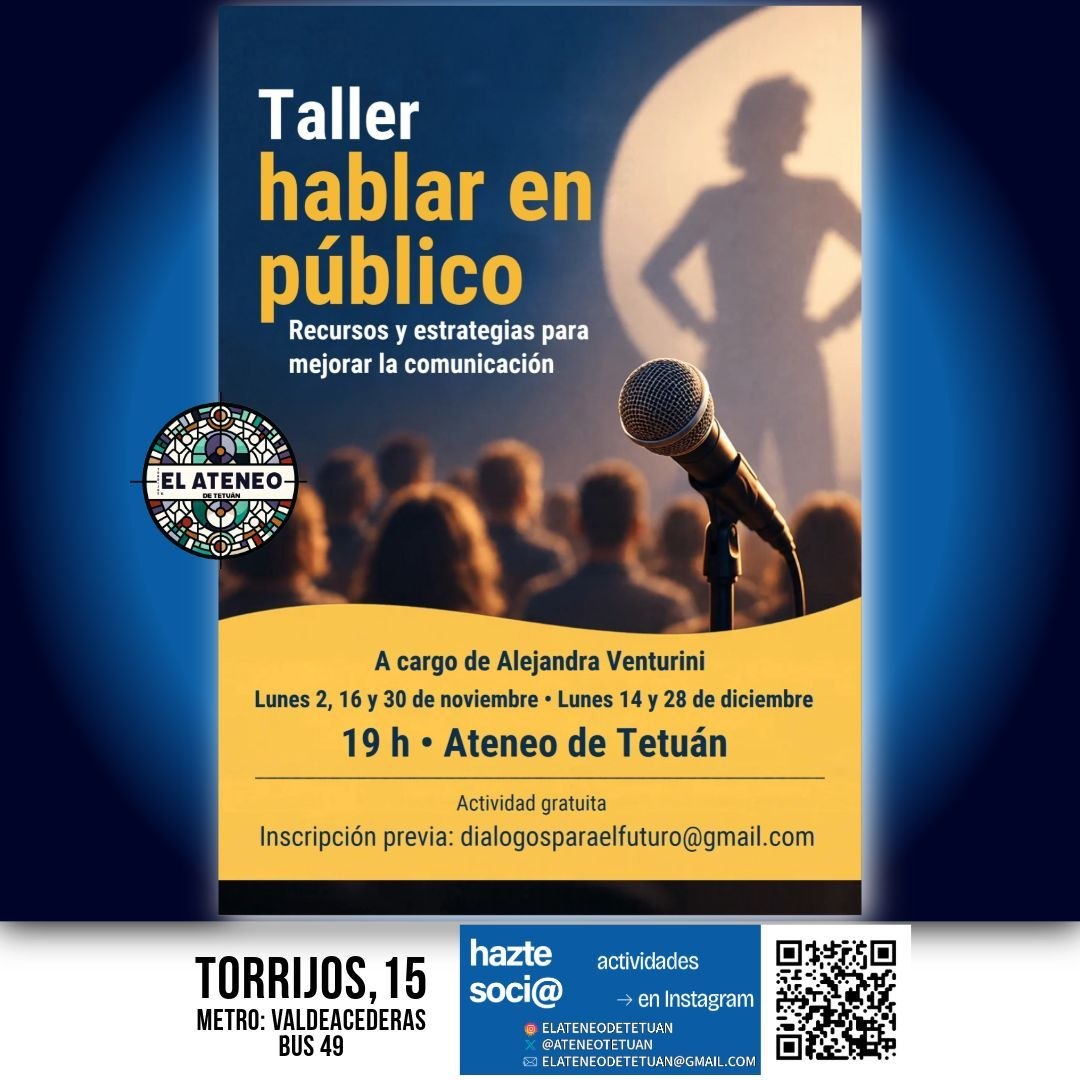 Taller
hablar en
público
Recursos y estrategias para
mejorar la comunicación
EL ATENEO
DE TETUÁN
A cargo de Alejandra Venturini
Lunes 2, 16 y 30 de noviembre • Lunes 14 y 28 de diciembre
19 h • Ateneo de Tetuán
Actividad gratuita
Inscripción previa: dialogosparaelfuturo@gmail.com
TORRIJOS, 15
METRO: VALDEACEDERAS
BUS 49
hazte
soci@
actividades
→ en Instagram
ELATENEODETETUAN
@ATENEOTETUAN
ELATENEODETETUAN@GMAIL.COM